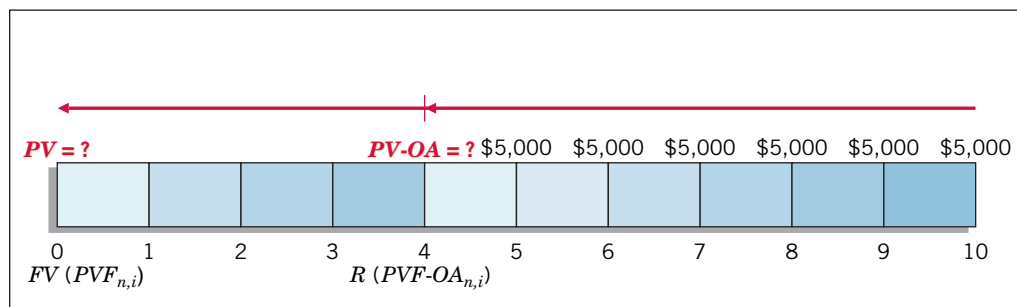 PV = ? PV-OA = ? $5,000 $5,000 $5,000 $5,000 $5,000 $5,000
0 1 2 3 4 5 6 7 8 9 10
FV (PVFn,i) R (PVF-OAn,i)